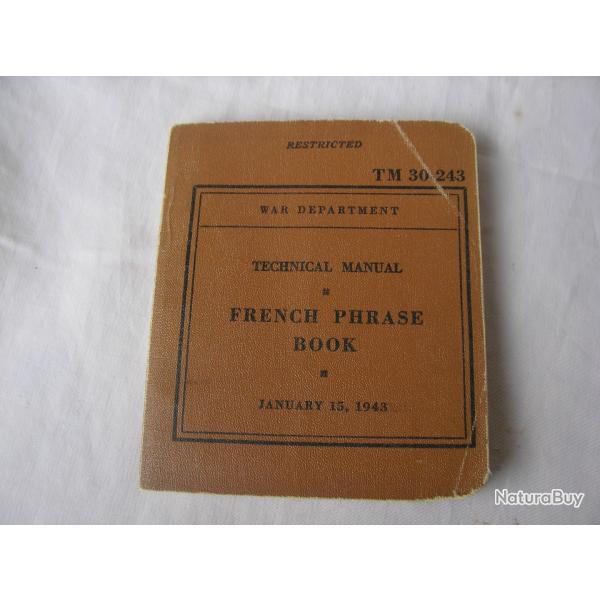 RESTRICTED
TM 30-243
WAR DEPARTMENT
TECHNICAL MANUAL
FRENCH PHRASE
BOOK
JANUARY 15, 1943
NaturaBuy